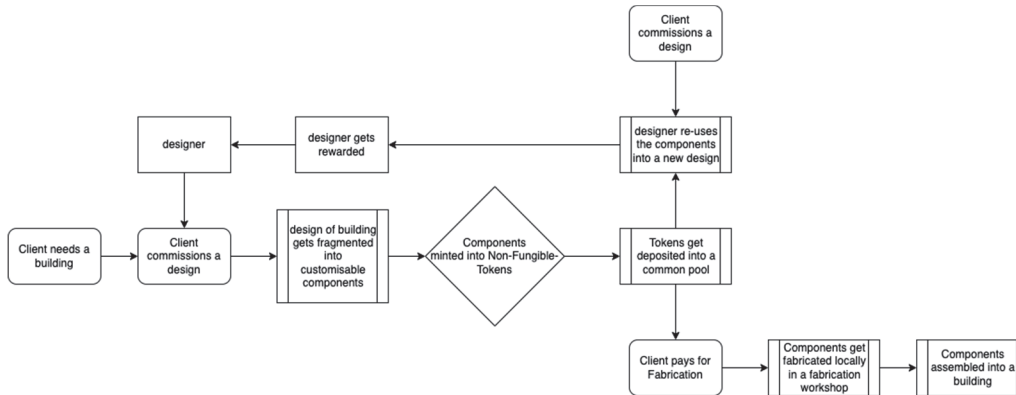 Client
commissions a
design
designer
designer gets
rewarded
designer re-uses
the components
into a new design
Client needs a
building
Client
commissions a
design
design of building
gets fragmented
into
customisable
components
Components
minted into Non-Fungible-
Tokens
Tokens get
deposited into a
common pool
Client pays for
Fabrication
Components get
fabricated locally
in a fabrication
workshop
Components
assembled into a
building